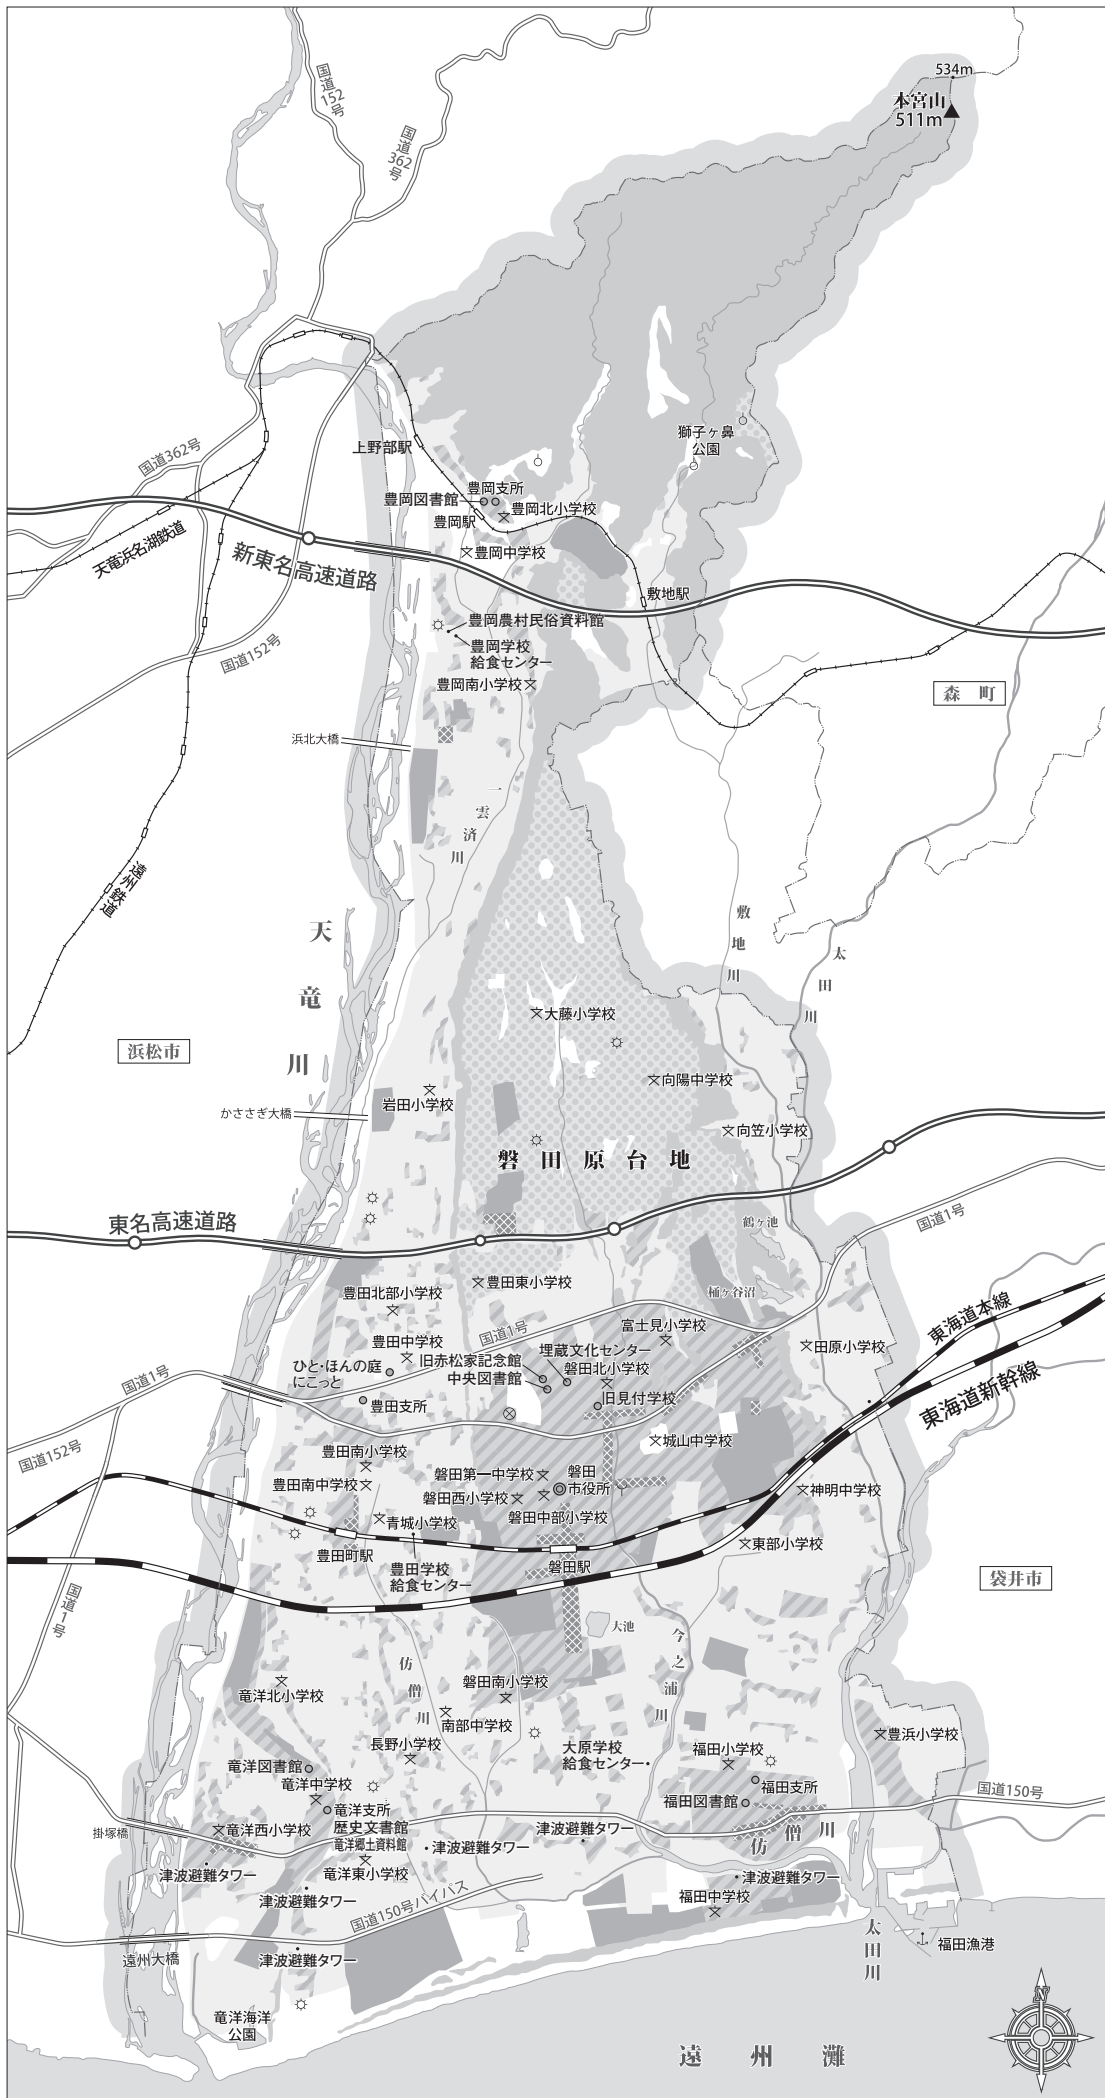 534m
本宮山
511m
国道152号
国道362号
獅子ヶ鼻
公園
上野部駅
国道362号
豊岡支所
豊岡図書館
豊岡北小学校
豊岡駅
天竜浜名湖鉄道
新東名高速道路
豊岡中学校
敷地駅
豊岡農村民俗資料館
豊岡学校
給食センター
国道152号
豊岡南小学校
森 町
浜北大橋
一雲済川
遠州鉄道
天竜川
敷地川
太田川
大藤小学校
浜松市
向陽中学校
岩田小学校
かささぎ大橋
向笠小学校
磐田原台地
東名高速道路
鶴ヶ池
国道1号
豊田東小学校
豊田北部小学校
桶ヶ谷沼
国道1号
富士見小学校
東海道本線
豊田中学校
埋蔵文化センター
田原小学校
旧赤松家記念館
磐田北小学校
ひと・ほんの庭
にこっと
中央図書館
国道1号
東海道新幹線
豊田支所
旧見付学校
国道152号
豊田南小学校
城山中学校
磐田第一中学校
磐田
市役所
豊田南中学校
磐田西小学校
神明中学校
青城小学校
磐田中部小学校
東部小学校
豊田町駅
豊田学校
給食センター
磐田駅
袋井市
国道1号
大池
今之浦川
仿僧川
磐田南小学校
竜洋北小学校
南部中学校
豊浜小学校
長野小学校
大原学校
給食センター
福田小学校
竜洋図書館
竜洋中学校
福田支所
国道150号
福田図書館
竜洋支所
歴史文書館
竜洋郷土資料館
掛塚橋
竜洋西小学校
津波避難タワー
仿僧川
津波避難タワー
津波避難タワー
竜洋東小学校
津波避難タワー
津波避難タワー
国道150号バイパス
福田中学校
太田川
福田漁港
遠州大橋
津波避難タワー
竜洋海洋
公園
N
遠州灘